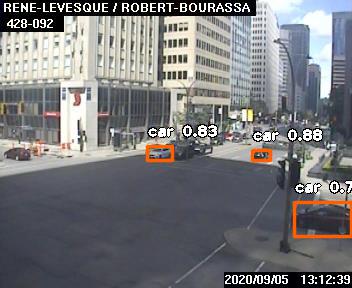 RENE-LEVESQUE / ROBERT-BOURASSA
428-092
car 0.83
car 0.88
car 0.7
2020/09/05 13:12:39